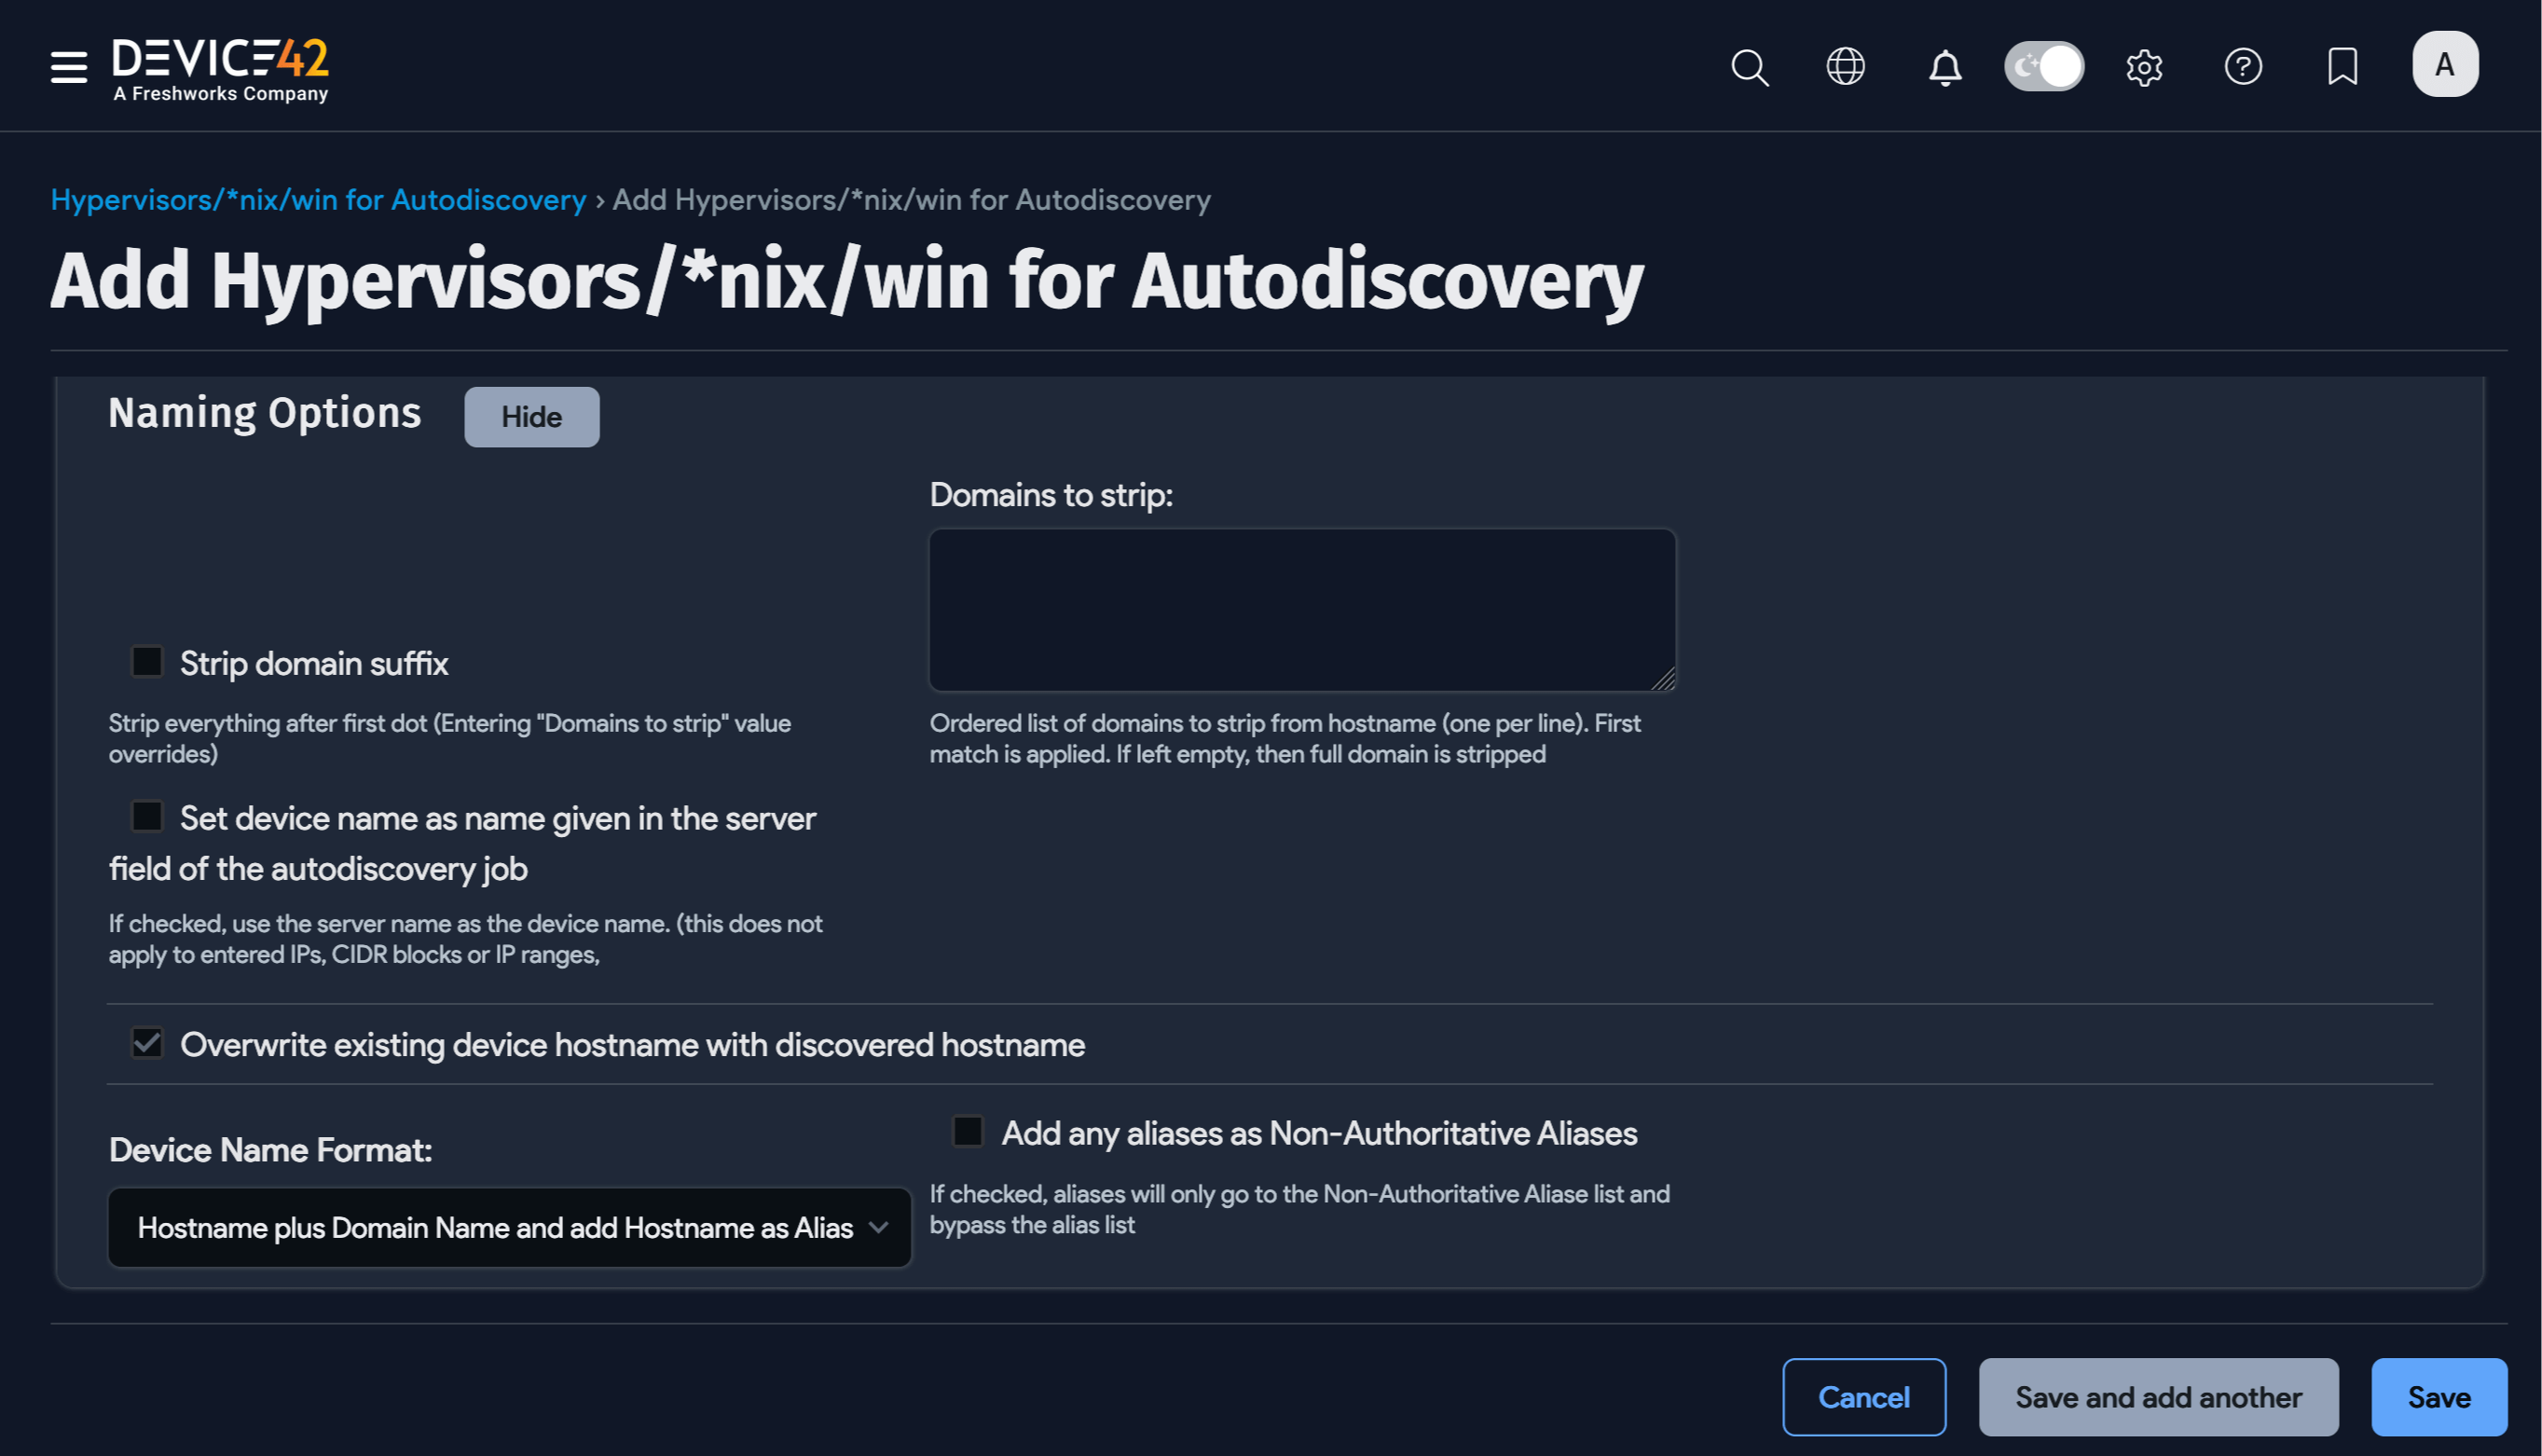 DEVICE42
A Freshworks Company
A
Hypervisors/*nix/win for Autodiscovery › Add Hypervisors/*nix/win for Autodiscovery
Add Hypervisors/*nix/win for Autodiscovery
Naming Options
Hide
Domains to strip:
Strip domain suffix
Strip everything after first dot (Entering "Domains to strip" value
overrides)
Ordered list of domains to strip from hostname (one per line). First
match is applied. If left empty, then full domain is stripped
Set device name as name given in the server
field of the autodiscovery job
If checked, use the server name as the device name. (this does not
apply to entered IPs, CIDR blocks or IP ranges,
Overwrite existing device hostname with discovered hostname
Device Name Format:
Hostname plus Domain Name and add Hostname as Alias
Add any aliases as Non-Authoritative Aliases
If checked, aliases will only go to the Non-Authoritative Aliase list and
bypass the alias list
Cancel
Save and add another
Save